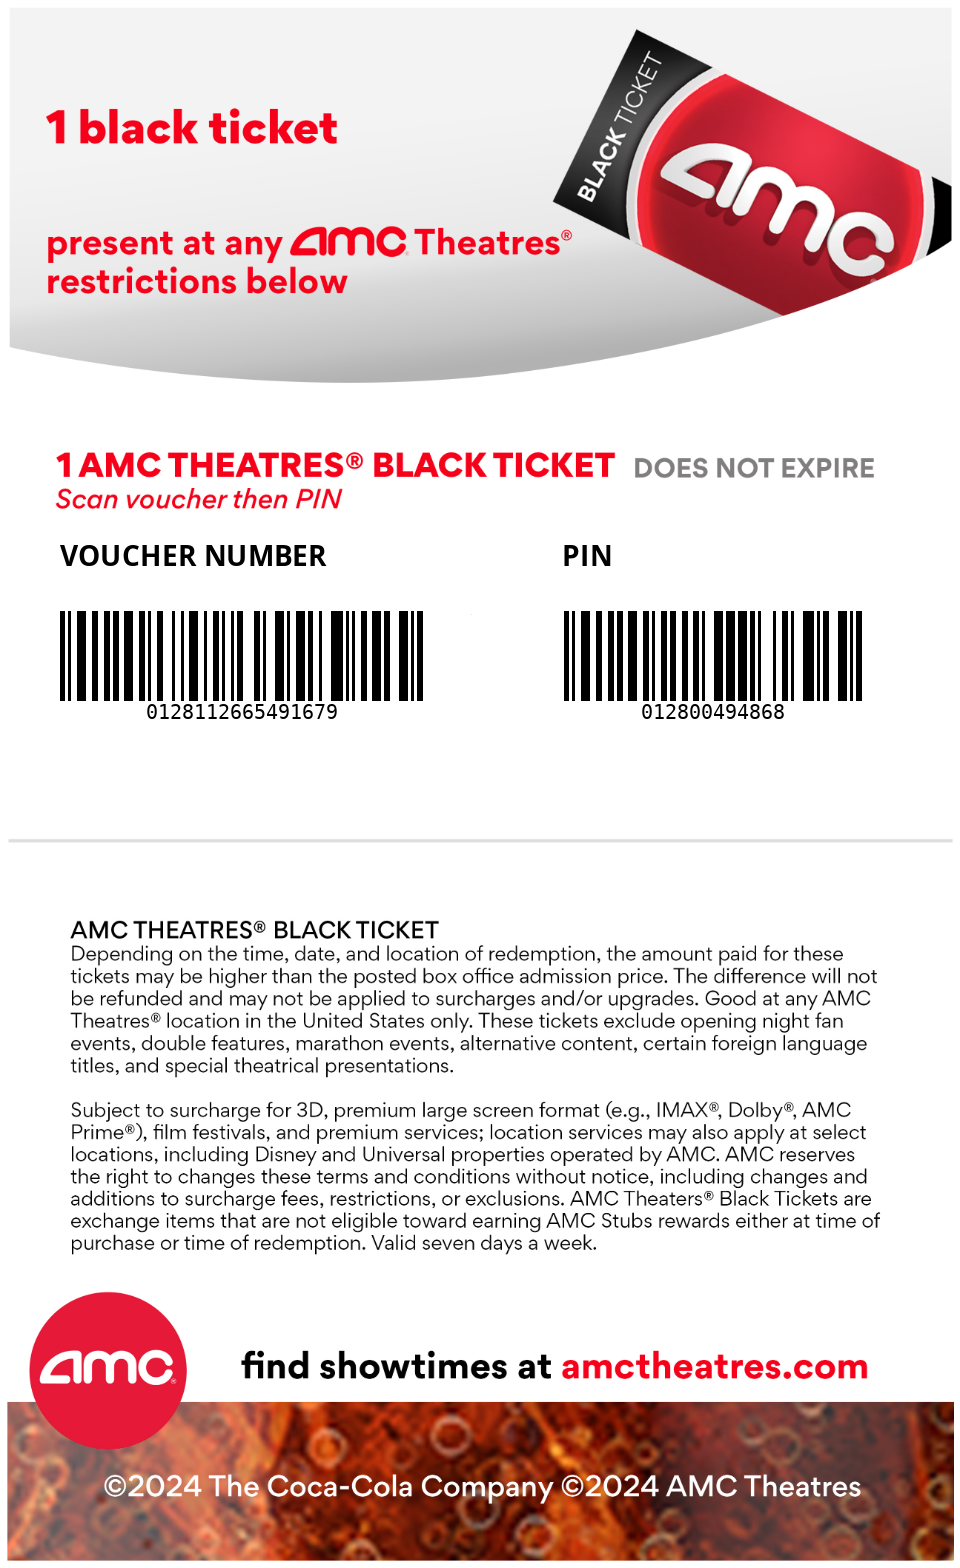 BLACK TICKET
amc
1 black ticket
present at any amc Theatres®
restrictions below
1 AMC THEATRES® BLACK TICKET DOES NOT EXPIRE
Scan voucher then PIN
VOUCHER NUMBER PIN
0128112665491679 012800494868
AMC THEATRES® BLACK TICKET
Depending on the time, date, and location of redemption, the amount paid for these
tickets may be higher than the posted box office admission price. The difference will not
be refunded and may not be applied to surcharges and/or upgrades. Good at any AMC
Theatres® location in the United States only. These tickets exclude opening night fan
events, double features, marathon events, alternative content, certain foreign language
titles, and special theatrical presentations.
Subject to surcharge for 3D, premium large screen format (e.g., IMAX®, Dolby®, AMC
Prime®), film festivals, and premium services; location services may also apply at select
locations, including Disney and Universal properties operated by AMC. AMC reserves
the right to changes these terms and conditions without notice, including changes and
additions to surcharge fees, restrictions, or exclusions. AMC Theaters® Black Tickets are
exchange items that are not eligible toward earning AMC Stubs rewards either at time of
purchase or time of redemption. Valid seven days a week.
amc®
find showtimes at amctheatres.com
©2024 The Coca-Cola Company ©2024 AMC Theatres